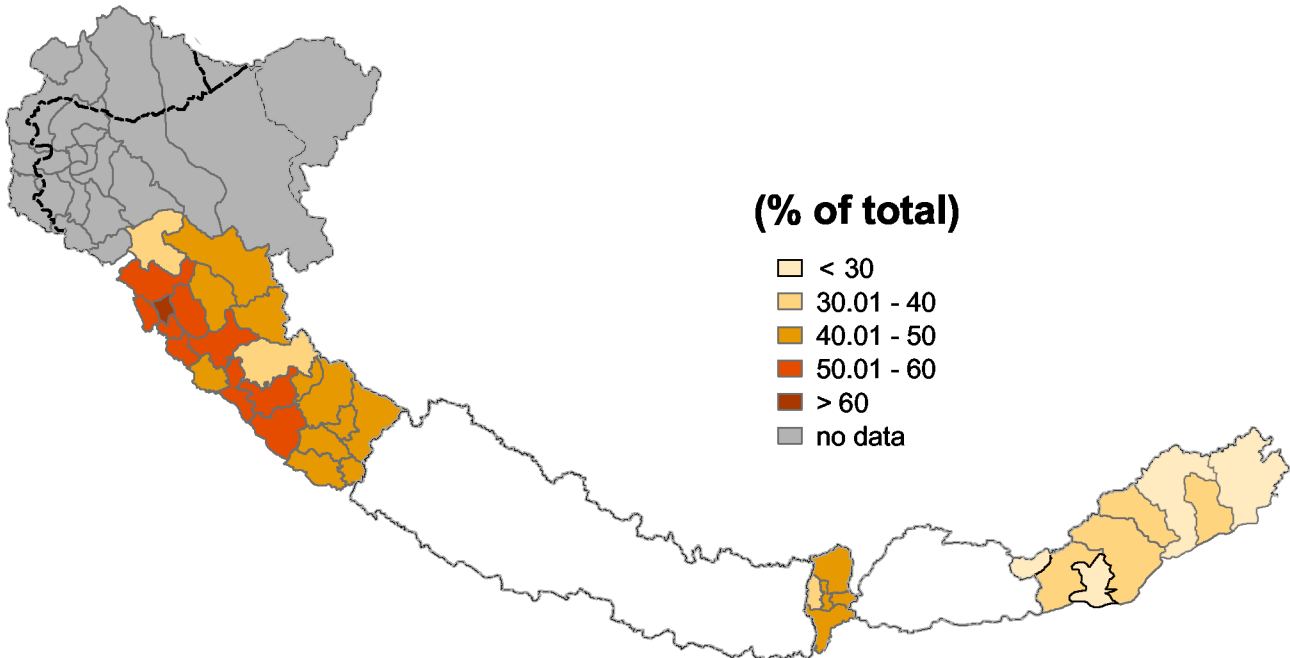 (% of total)
< 30
30.01 - 40
40.01 - 50
50.01 - 60
> 60
no data